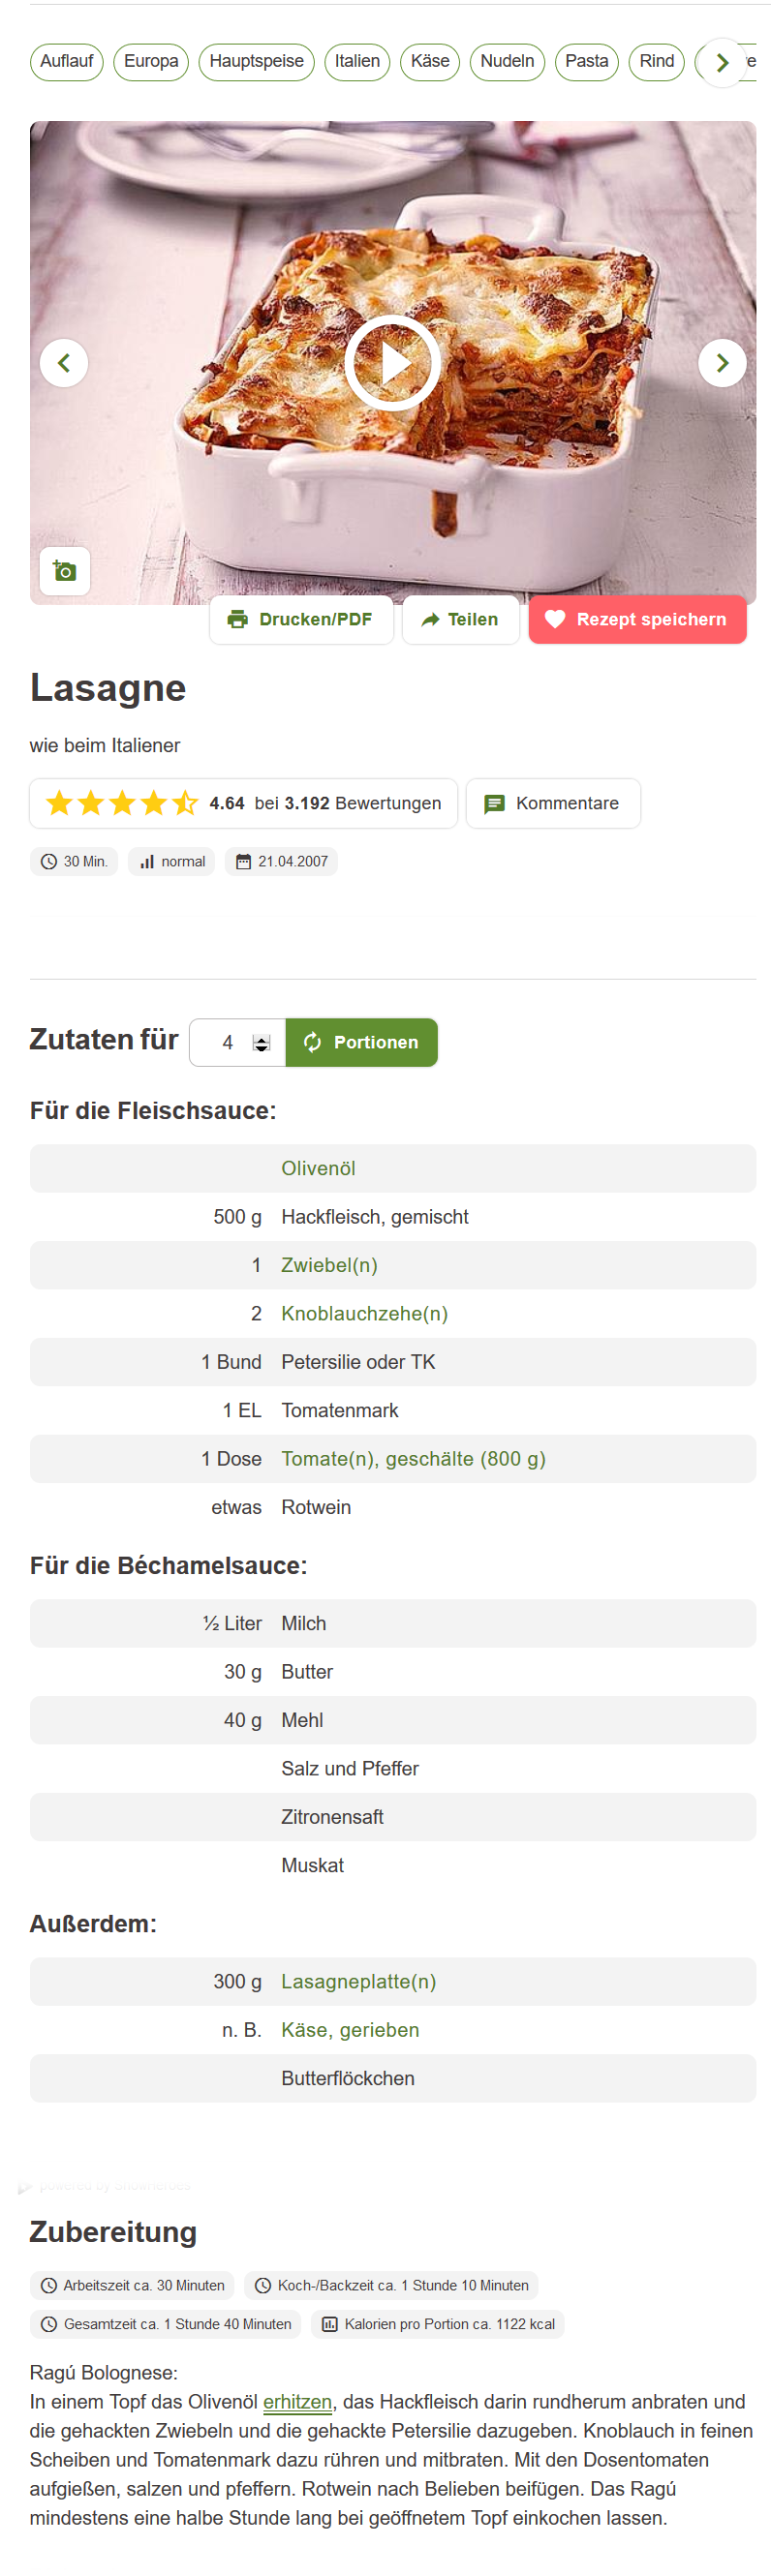 Auflauf Europa Hauptspeise Italien Käse Nudeln Pasta Rind
Drucken/PDF Teilen Rezept speichern
Lasagne
wie beim Italiener
4.64 bei 3.192 Bewertungen Kommentare
30 Min. normal 21.04.2007
Zutaten für 4 Portionen
Für die Fleischsauce:
Olivenöl
500 g Hackfleisch, gemischt
1 Zwiebel(n)
2 Knoblauchzehe(n)
1 Bund Petersilie oder TK
1 EL Tomatenmark
1 Dose Tomate(n), geschälte (800 g)
etwas Rotwein
Für die Béchamelsauce:
½ Liter Milch
30 g Butter
40 g Mehl
Salz und Pfeffer
Zitronensaft
Muskat
Außerdem:
300 g Lasagneplatte(n)
n. B. Käse, gerieben
Butterflöckchen
powered by ShowHeroes
Zubereitung
Arbeitszeit ca. 30 Minuten Koch-/Backzeit ca. 1 Stunde 10 Minuten
Gesamtzeit ca. 1 Stunde 40 Minuten Kalorien pro Portion ca. 1122 kcal
Ragú Bolognese:
In einem Topf das Olivenöl erhitzen, das Hackfleisch darin rundherum anbraten und
die gehackten Zwiebeln und die gehackte Petersilie dazugeben. Knoblauch in feinen
Scheiben und Tomatenmark dazu rühren und mitbraten. Mit den Dosentomaten
aufgießen, salzen und pfeffern. Rotwein nach Belieben beifügen. Das Ragú
mindestens eine halbe Stunde lang bei geöffnetem Topf einkochen lassen.